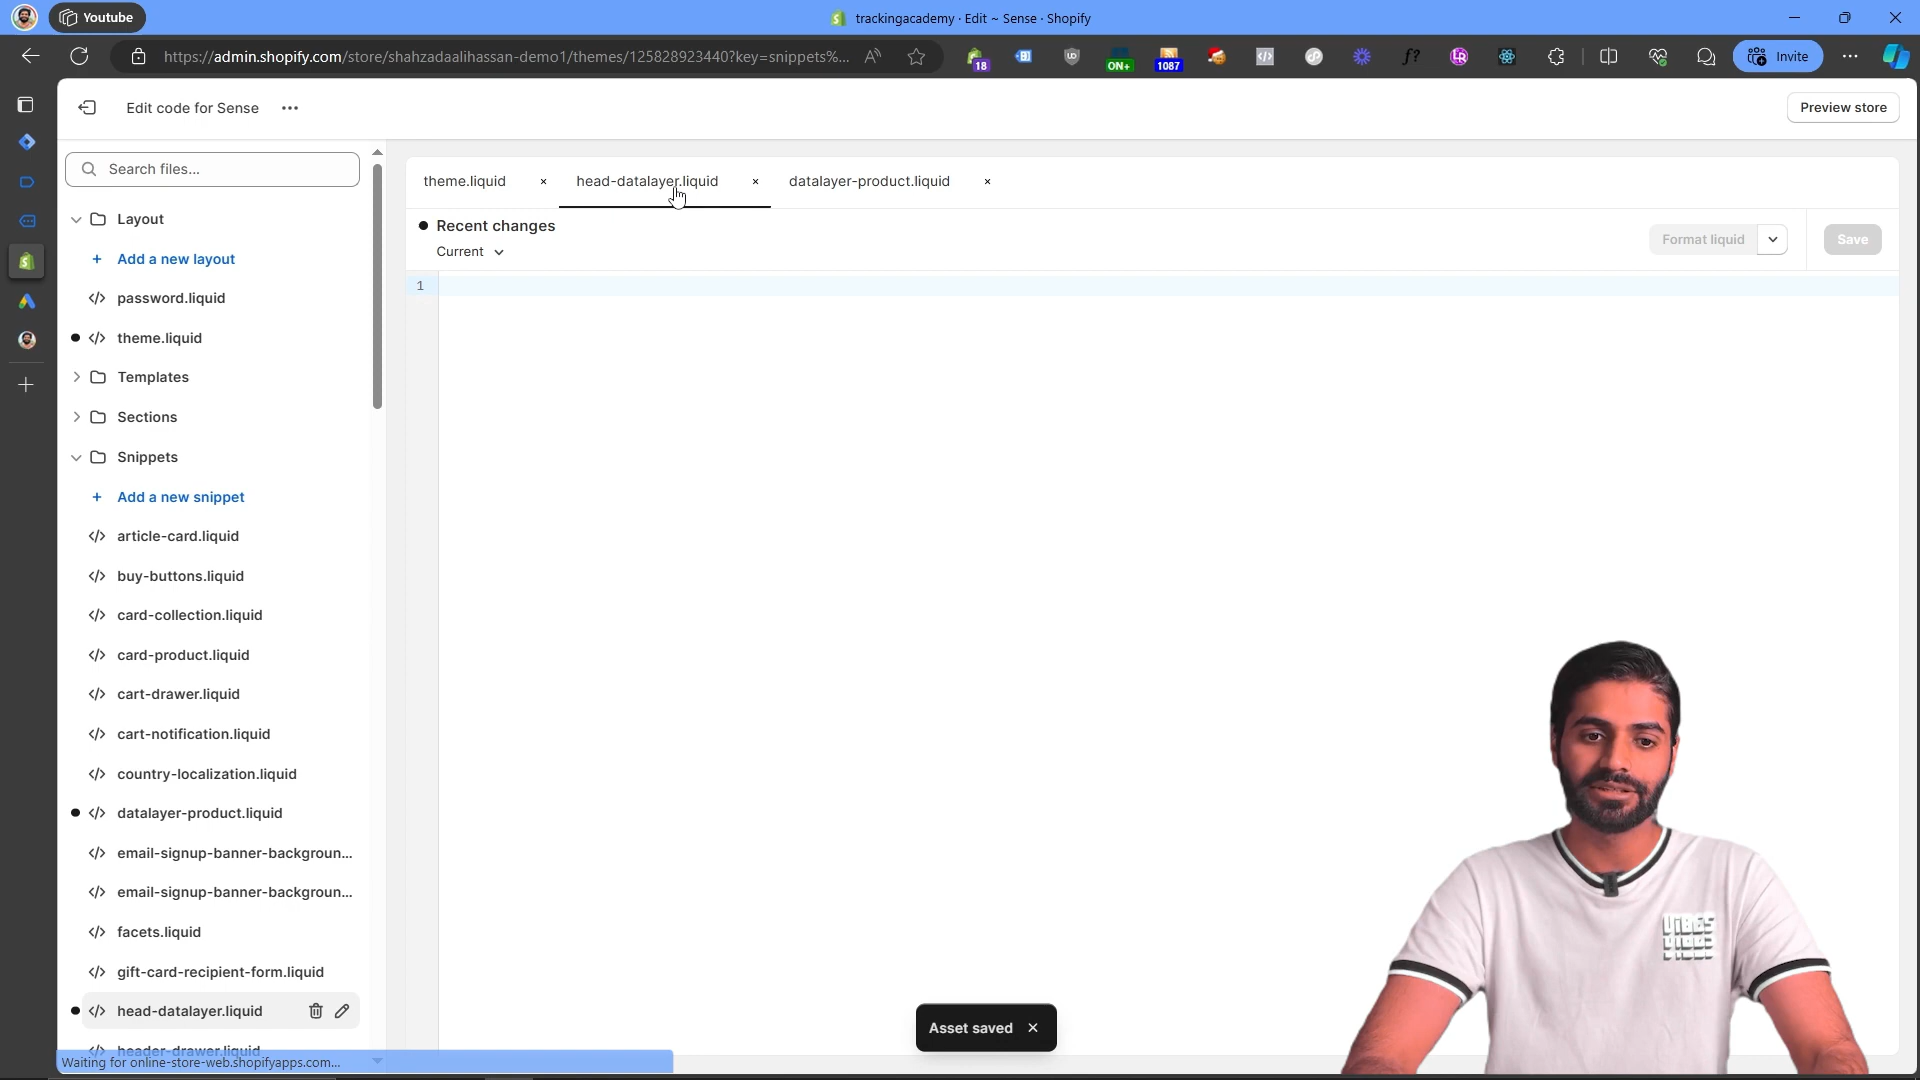 Youtube
trackingacademy · Edit ~ Sense · Shopify
https://admin.shopify.com/store/shahzadaalihassan-demo1/themes/125828923440?key=snippets%...
18
ON+
1087
Invite
Edit code for Sense
Preview store
Search files...
theme.liquid
head-datalayer.liquid
datalayer-product.liquid
Recent changes
Current
Format liquid
Save
1
Layout
Add a new layout
password.liquid
theme.liquid
Templates
Sections
Snippets
Add a new snippet
article-card.liquid
buy-buttons.liquid
card-collection.liquid
card-product.liquid
cart-drawer.liquid
cart-notification.liquid
country-localization.liquid
datalayer-product.liquid
email-signup-banner-backgroun...
email-signup-banner-backgroun...
facets.liquid
gift-card-recipient-form.liquid
head-datalayer.liquid
header-drawer.liquid
Waiting for online-store-web.shopifyapps.com...
Asset saved